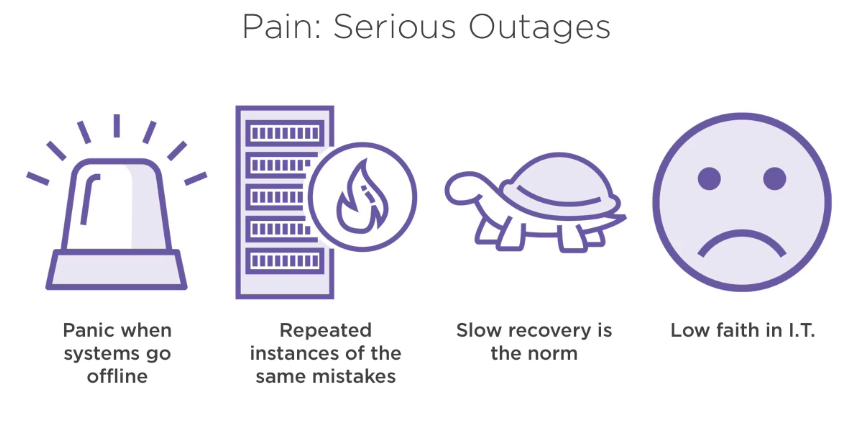 Pain: Serious Outages
Panic when
systems go
offline
Repeated
instances of the
same mistakes
Slow recovery is
the norm
Low faith in I.T.